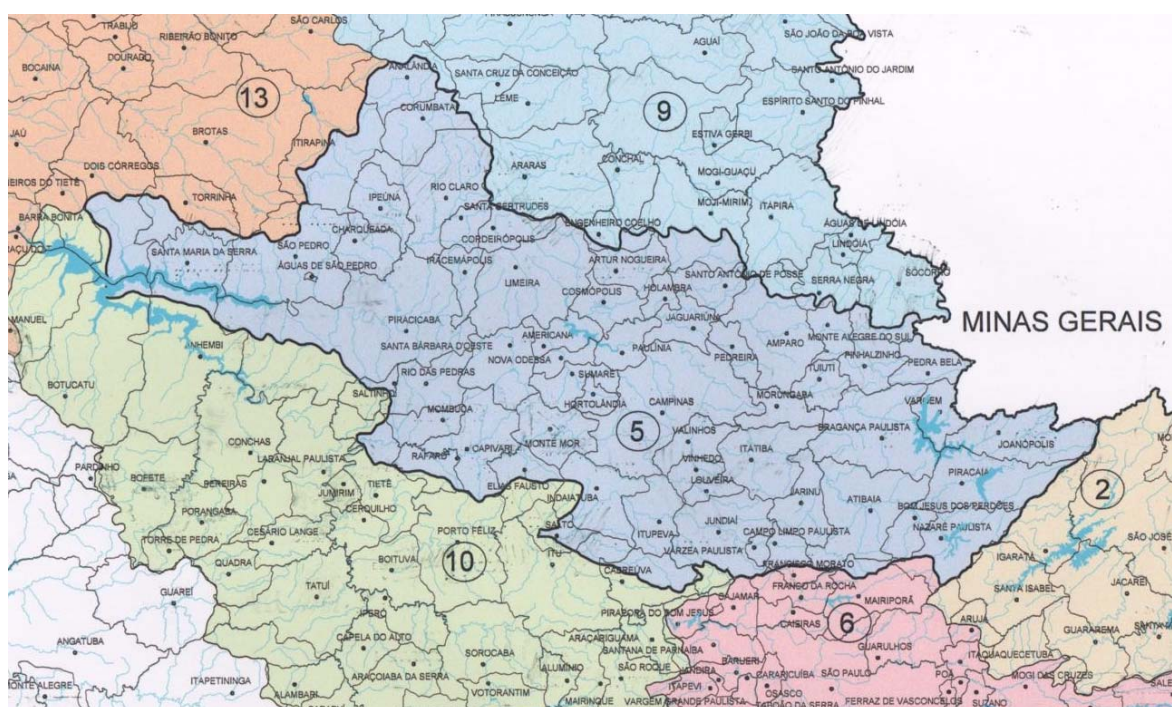 SÃO CARLOS
TRABIJÚ
RIBEIRÃO BONITO
BOCAINA
DOURADO
13
JAÚ
BROTAS
ITIRAPINA
DOIS CÓRREGOS
TORRINHA
BARRA BONITA
AGUAÍ
SÃO JOÃO DA BOA VISTA
SANTA CRUZ DA CONCEIÇÃO
LEME
SANTO ANTÔNIO DO JARDIM
ESPÍRITO SANTO DO PINHAL
9
ESTIVA GERBI
CONCHAL
ARARAS
MOGI-GUAÇU
MOJI-MIRIM
ITAPIRA
ENGENHEIRO COELHO
ÁGUAS DE LINDÓIA
LINDÓIA
SERRA NEGRA
SOCORRO
MINAS GERAIS
ANALÂNDIA
CORUMBATAÍ
IPEÚNA
RIO CLARO
SANTA GERTRUDES
CHARQUEADA
CORDEIRÓPOLIS
SÃO PEDRO
SANTA MARIA DA SERRA
ÁGUAS DE SÃO PEDRO
IRACEMÁPOLIS
LIMEIRA
ARTUR NOGUEIRA
COSMÓPOLIS
HOLAMBRA
SANTO ANTÔNIO DE POSSE
PIRACICABA
AMERICANA
JAGUARIÚNA
SANTA BÁRBARA D'OESTE
NOVA ODESSA
PAULÍNIA
PEDREIRA
AMPARO
MONTE ALEGRE DO SUL
PINHALZINHO
PEDRA BELA
TUIUTI
RIO DAS PEDRAS
SUMARÉ
SALTINHO
HORTOLÂNDIA
MORUNGABA
VARGEM
MOMBUCA
CAMPINAS
5
VALINHOS
BRAGANÇA PAULISTA
JOANÓPOLIS
RAFARD
CAPIVARI
MONTE MOR
VINHEDO
ITATIBA
PIRACAIA
ELIAS FAUSTO
INDAIATUBA
LOUVEIRA
JARINU
ATIBAIA
BOM JESUS DOS PERDÕES
NAZARÉ PAULISTA
SALTO
ITUPEVA
JUNDIAÍ
CAMPO LIMPO PAULISTA
VÁRZEA PAULISTA
CABREÚVA
MANUEL
ANHEMBI
BOTUCATU
CONCHAS
PARDINHO
LARANJAL PAULISTA
BOFETE
PEREIRAS
JUMIRIM
TIETÊ
CERQUILHO
PORANGABA
CESÁRIO LANGE
TORRE DE PEDRA
PORTO FELIZ
10
ITU
QUADRA
BOITUVA
GUAREÍ
TATUÍ
IPERÓ
ANGATUBA
CAPELA DO ALTO
ITAPETININGA
SOROCABA
ARAÇOIABA DA SERRA
ALUMÍNIO
ALAMBARI
VOTORANTIM
MAIRINQUE
SÃO ROQUE
ARAÇARIGUAMA
PIRAPORA DO BOM JESUS
SANTANA DE PARNAÍBA
VARGEM GRANDE PAULISTA
FRANCISCO MORATO
FRANCO DA ROCHA
CAJAMAR
CAIEIRAS
MAIRIPORÃ
6
GUARULHOS
BARUERI
JANDIRA
CARAPICUÍBA
SÃO PAULO
ITAPEVI
OSASCO
TABOÃO DA SERRA
FERRAZ DE VASCONCELOS
ARUJÁ
ITAQUAQUECETUBA
POÁ
SUZANO
MOGI DAS CRUZES
2
IGARATÁ
SÃO JOSÉ
SANTA ISABEL
JACAREÍ
GUARAREMA